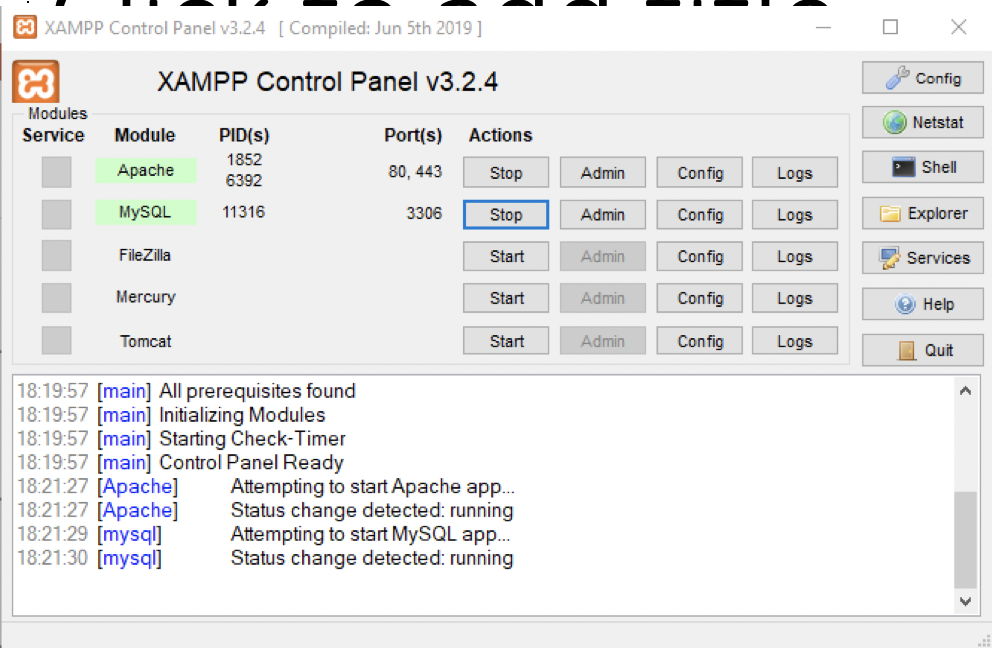 Click to add title
XAMPP Control Panel v3.2.4 [ Compiled: Jun 5th 2019 ]
XAMPP Control Panel v3.2.4
Config
Modules
Netstat
Service Module PID(s) Port(s) Actions
Apache 1852 6392 80, 443 Stop Admin Config Logs
Shell
MySQL 11316 3306 Stop Admin Config Logs
Explorer
FileZilla Start Admin Config Logs
Services
Mercury Start Admin Config Logs
Help
Tomcat Start Admin Config Logs
Quit
18:19:57 [main] All prerequisites found
18:19:57 [main] Initializing Modules
18:19:57 [main] Starting Check-Timer
18:19:57 [main] Control Panel Ready
18:21:27 [Apache] Attempting to start Apache app...
18:21:27 [Apache] Status change detected: running
18:21:29 [mysql] Attempting to start MySQL app...
18:21:30 [mysql] Status change detected: running